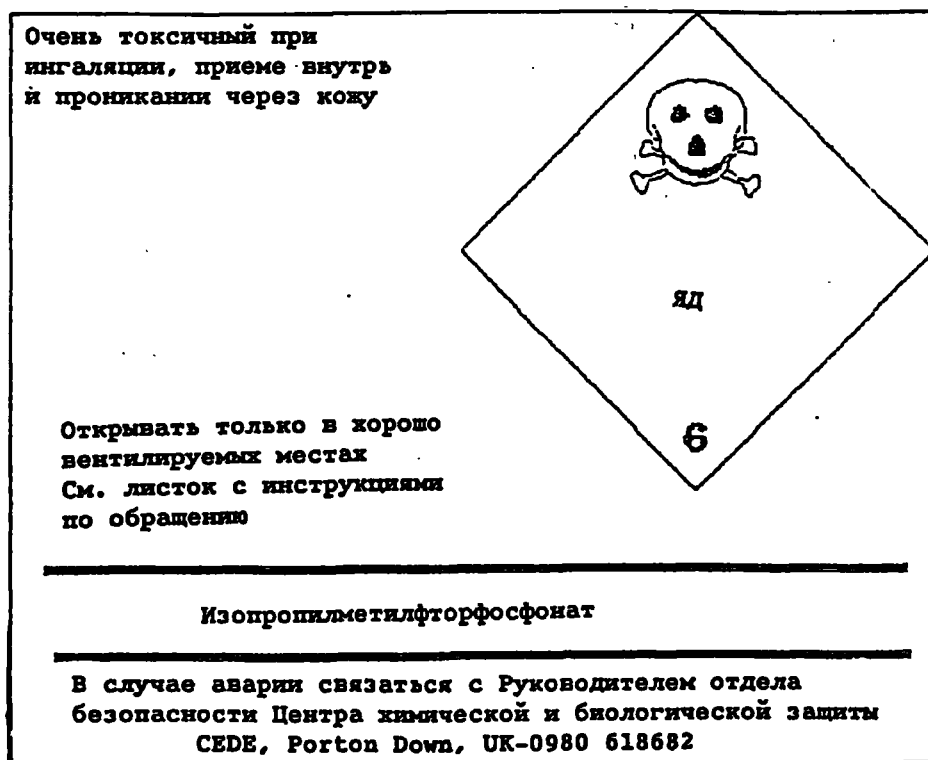 Очень токсичный при
ингаляции, приеме внутрь
и проникании через кожу
ЯД
6
Открывать только в хорошо
вентилируемых местах
См. листок с инструкциями
по обращению
Изопропилметилфторфосфонат
В случае аварии связаться с Руководителем отдела
безопасности Центра химической и биологической защиты
CEDE, Porton Down, UK-0980 618682